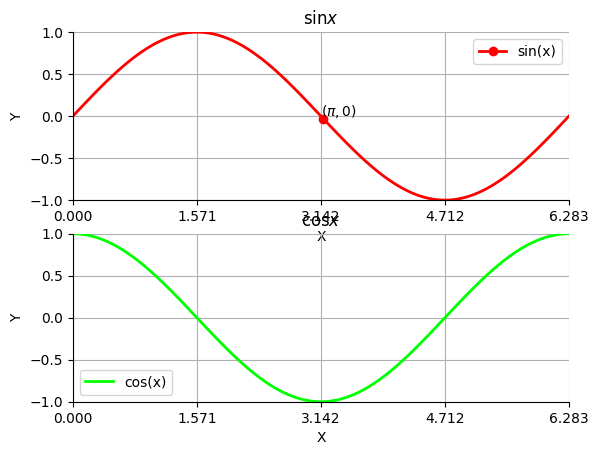 sinx
1.0
0.5
0.0
−0.5
−1.0
Y
sin(x)
(π, 0)
0.000 1.571 3.142 4.712 6.283
X
cosx
1.0
0.5
0.0
−0.5
−1.0
Y
cos(x)
0.000 1.571 3.142 4.712 6.283
X